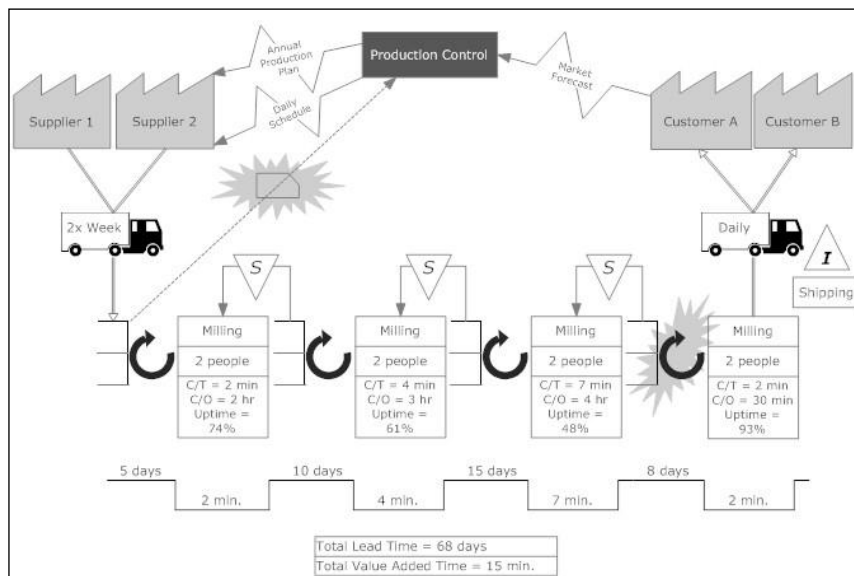 Annual
Production
Plan
Production Control
Market
Forecast
Daily
Schedule
Supplier 1
Supplier 2
Customer A
Customer B
2x Week
Daily
I
Shipping
S
S
S
Milling
2 people
C/T = 2 min
C/O = 2 hr
Uptime =
74%
Milling
2 people
C/T = 4 min
C/O = 3 hr
Uptime =
61%
Milling
2 people
C/T = 7 min
C/O = 4 hr
Uptime =
48%
Milling
2 people
C/T = 2 min
C/O = 30 min
Uptime =
93%
5 days
10 days
15 days
8 days
2 min.
4 min.
7 min.
2 min.
Total Lead Time = 68 days
Total Value Added Time = 15 min.